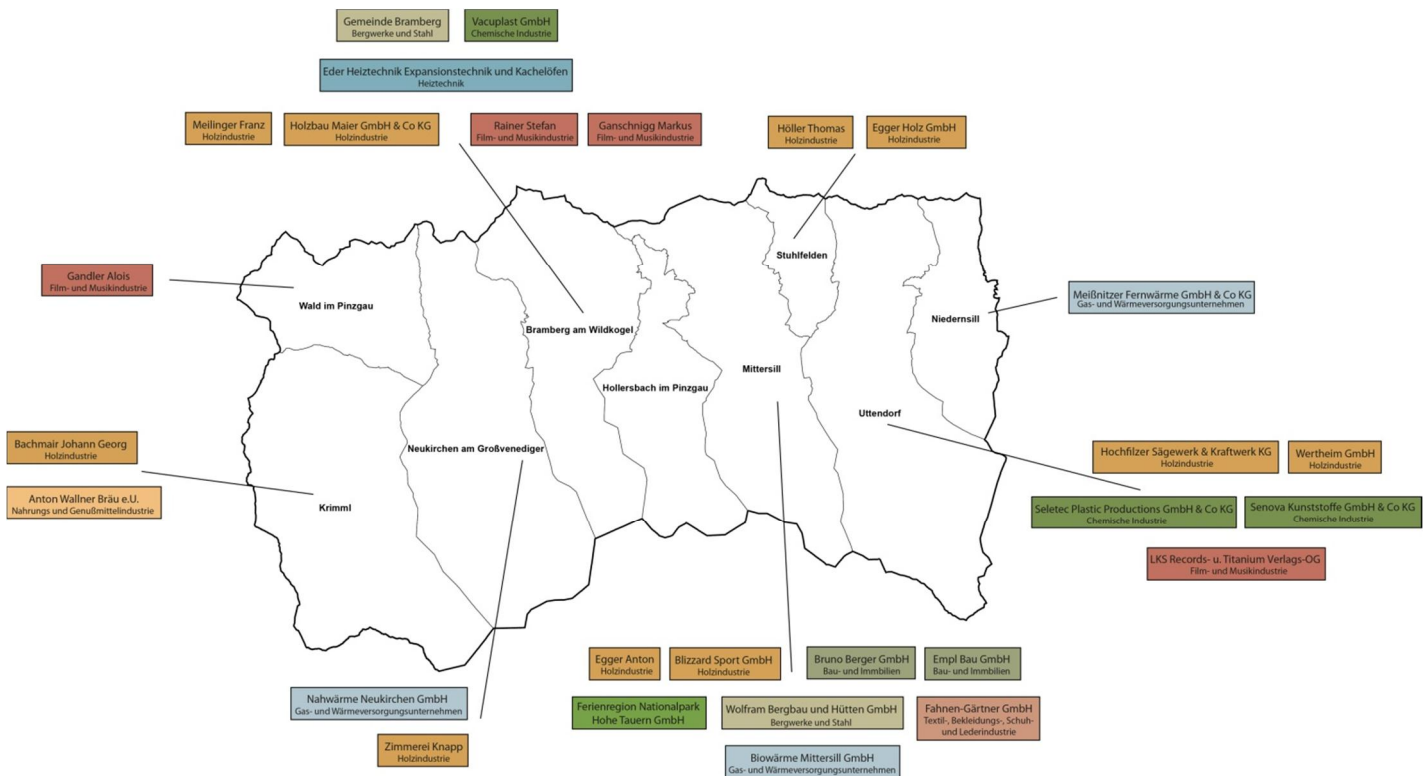 Gemeinde Bramberg
Bergwerke und Stahl
Vacuplast GmbH
Chemische Industrie
Eder Heiztechnik Expansionstechnik und Kachelöfen
Heiztechnik
Meilinger Franz
Holzindustrie
Holzbau Maier GmbH & Co KG
Holzindustrie
Rainer Stefan
Film- und Musikindustrie
Ganschnigg Markus
Film- und Musikindustrie
Höller Thomas
Holzindustrie
Egger Holz GmbH
Holzindustrie
Gandler Alois
Film- und Musikindustrie
Wald im Pinzgau
Bramberg am Wildkogel
Stuhlfelden
Niedernsill
Meißnitzer Fernwärme GmbH & Co KG
Gas- und Wärmeversorgungsunternehmen
Hollersbach im Pinzgau
Mittersill
Uttendorf
Neukirchen am Großvenediger
Krimml
Bachmair Johann Georg
Holzindustrie
Anton Wallner Bräu e.U.
Nahrungs und Genußmittelindustrie
Hochfilzer Sägewerk & Kraftwerk KG
Holzindustrie
Wertheim GmbH
Holzindustrie
Seletec Plastic Productions GmbH & Co KG
Chemische Industrie
Senova Kunststoffe GmbH & Co KG
Chemische Industrie
LKS Records- u. Titanium Verlags-OG
Film- und Musikindustrie
Nahwärme Neukirchen GmbH
Gas- und Wärmeversorgungsunternehmen
Zimmerei Knapp
Holzindustrie
Egger Anton
Holzindustrie
Blizzard Sport GmbH
Holzindustrie
Bruno Berger GmbH
Bau- und Immbilien
Empl Bau GmbH
Bau- und Immbilien
Ferienregion Nationalpark
Hohe Tauern GmbH
Wolfram Bergbau und Hütten GmbH
Bergwerke und Stahl
Fahnen-Gärtner GmbH
Textil-, Bekleidungs-, Schuh-
und Lederindustrie
Biowärme Mittersill GmbH
Gas- und Wärmeversorgungsunternehmen